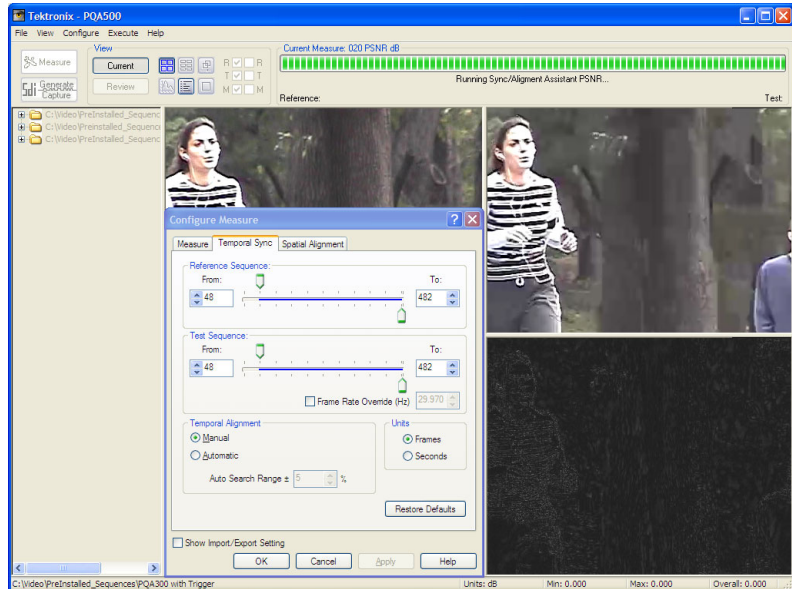 Tektronix - PQA500
File View Configure Execute Help
View
Current Measure: 020 PSNR dB
Measure
Current
R R
T T
M M
Running Sync/Aligment Assistant PSNR...
Sdi Generate
Capture
Review
Reference:
Test:
C:\Video\PreInstalled_Sequenc
C:\Video\Preinstalled_Sequenc
C:\Video\PreInstalled_Sequenc
Configure Measure
Measure Temporal Sync Spatial Alignment
Reference Sequence:
From: To:
48 482
Test Sequence:
From: To:
48 482
Frame Rate Override (Hz) 29.970
Temporal Alignment
Manual
Automatic
Auto Search Range ± 5 %
Units
Frames
Seconds
Restore Defaults
Show Import/Export Setting
OK Cancel Apply Help
C:\Video\PreInstalled_Sequences\PQA300 with Trigger
Units: dB Min: 0.000 Max: 0.000 Overall: 0.000